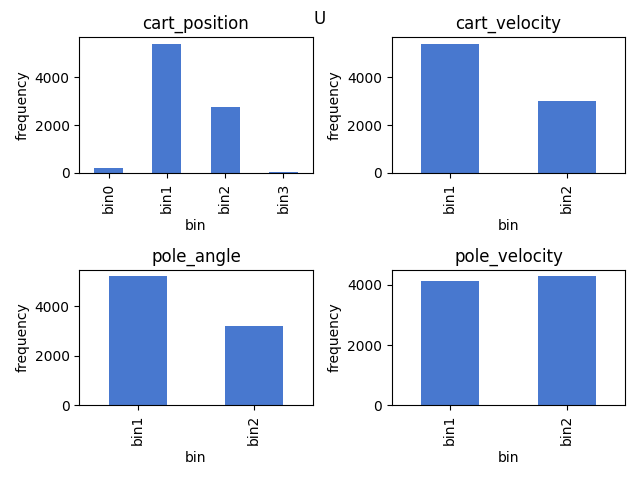 U
cart_position
frequency
4000
2000
0
bin0
bin1
bin2
bin3
bin
cart_velocity
frequency
4000
2000
0
bin1
bin2
bin
pole_angle
frequency
4000
2000
0
bin1
bin2
bin
pole_velocity
frequency
4000
2000
0
bin1
bin2
bin